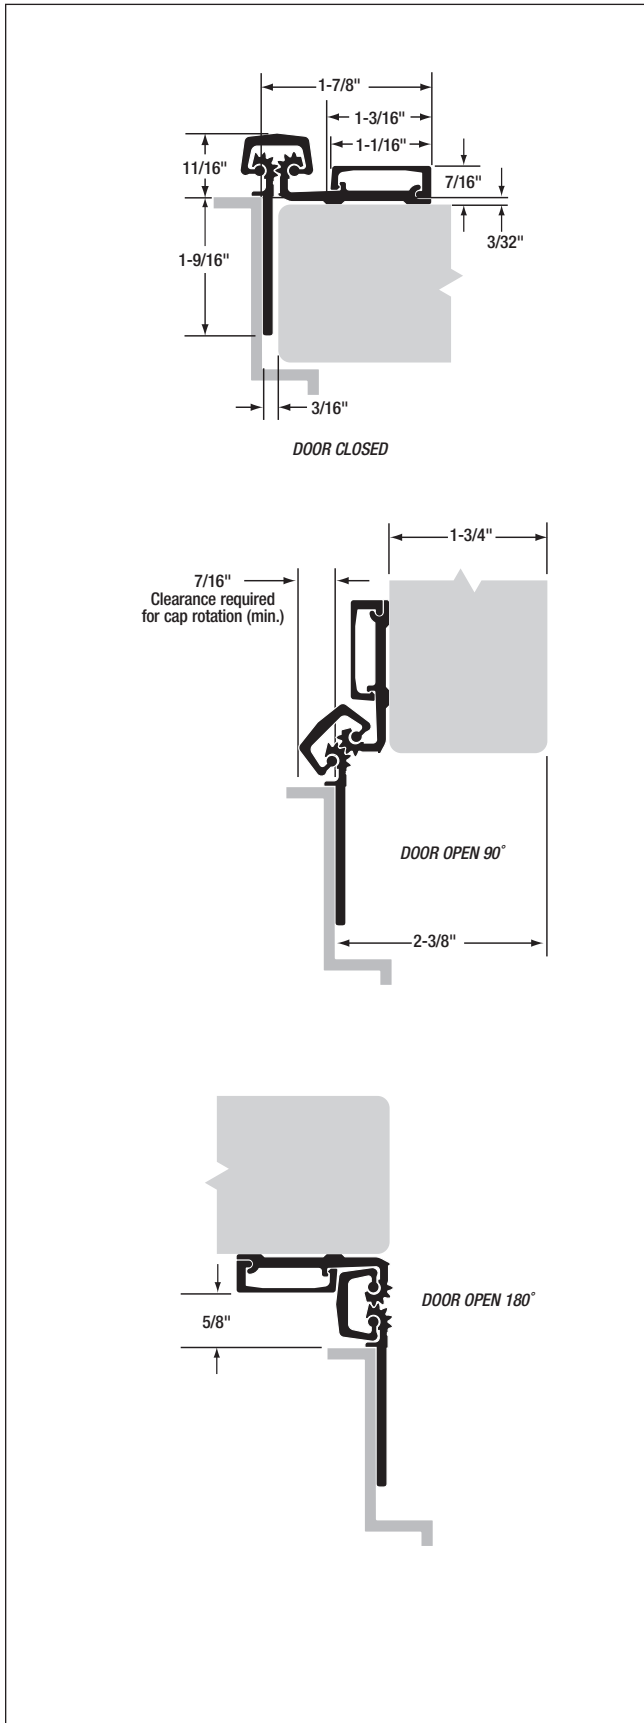 1-7/8"
1-3/16"
1-1/16"
11/16"
7/16"
1-9/16"
3/32"
3/16"
DOOR CLOSED
1-3/4"
7/16"
Clearance required
for cap rotation (min.)
DOOR OPEN 90˚
2-3/8"
DOOR OPEN 180˚
5/8"